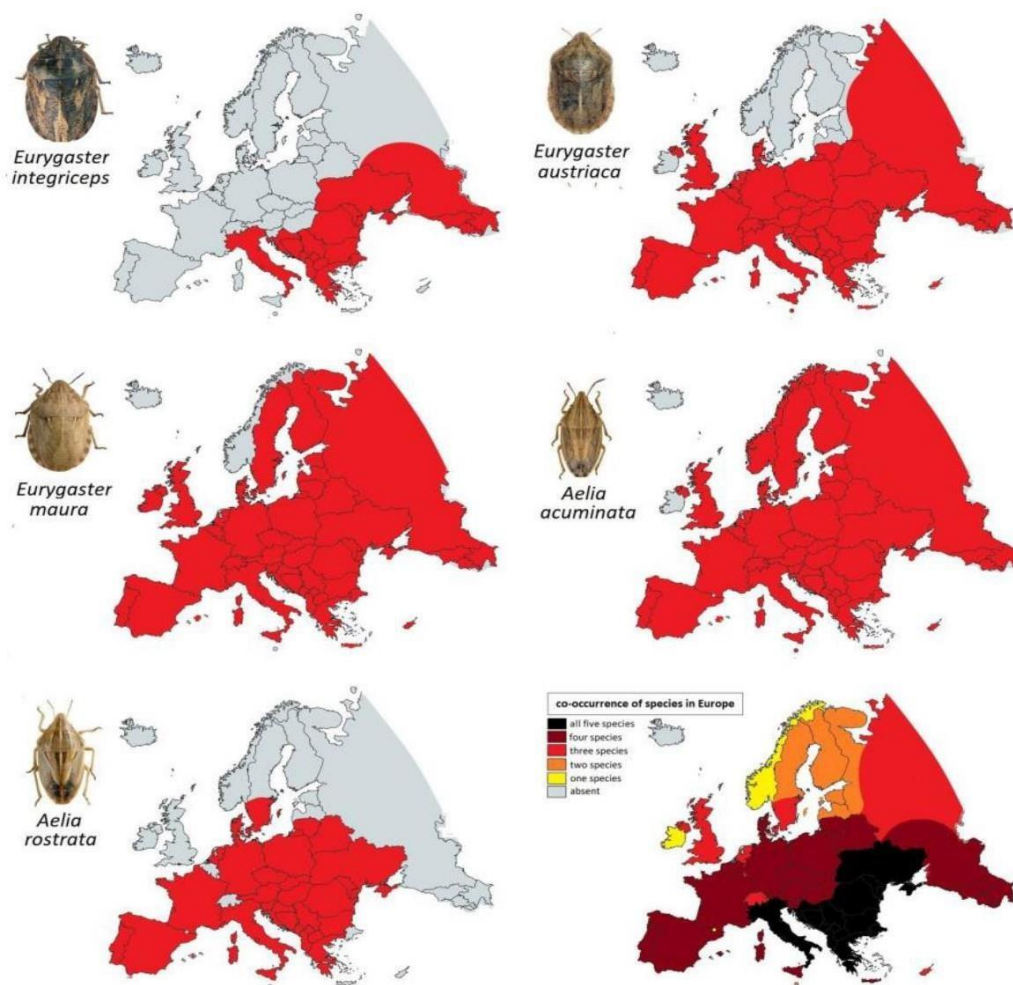 Eurygaster
integriceps
Eurygaster
austriaca
Eurygaster
maura
Aelia
acuminata
Aelia
rostrata
co-occurrence of species in Europe
all five species
four species
three species
two species
one species
absent